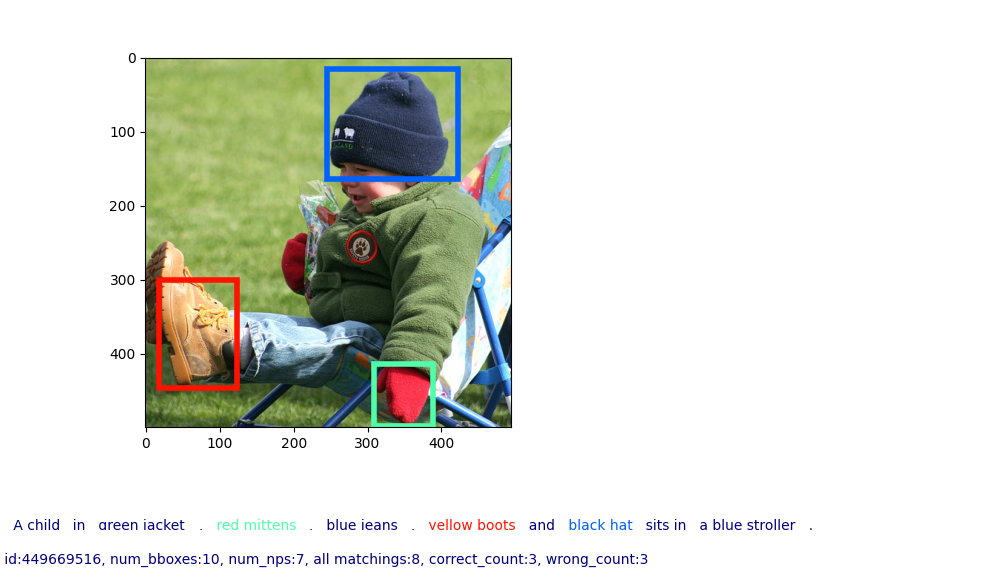 0
100
200
300
400
0 100 200 300 400
A child in green jacket . red mittens . blue jeans . yellow boots and black hat sits in a blue stroller .
id:449669516, num_bboxes:10, num_nps:7, all matchings:8, correct_count:3, wrong_count:3